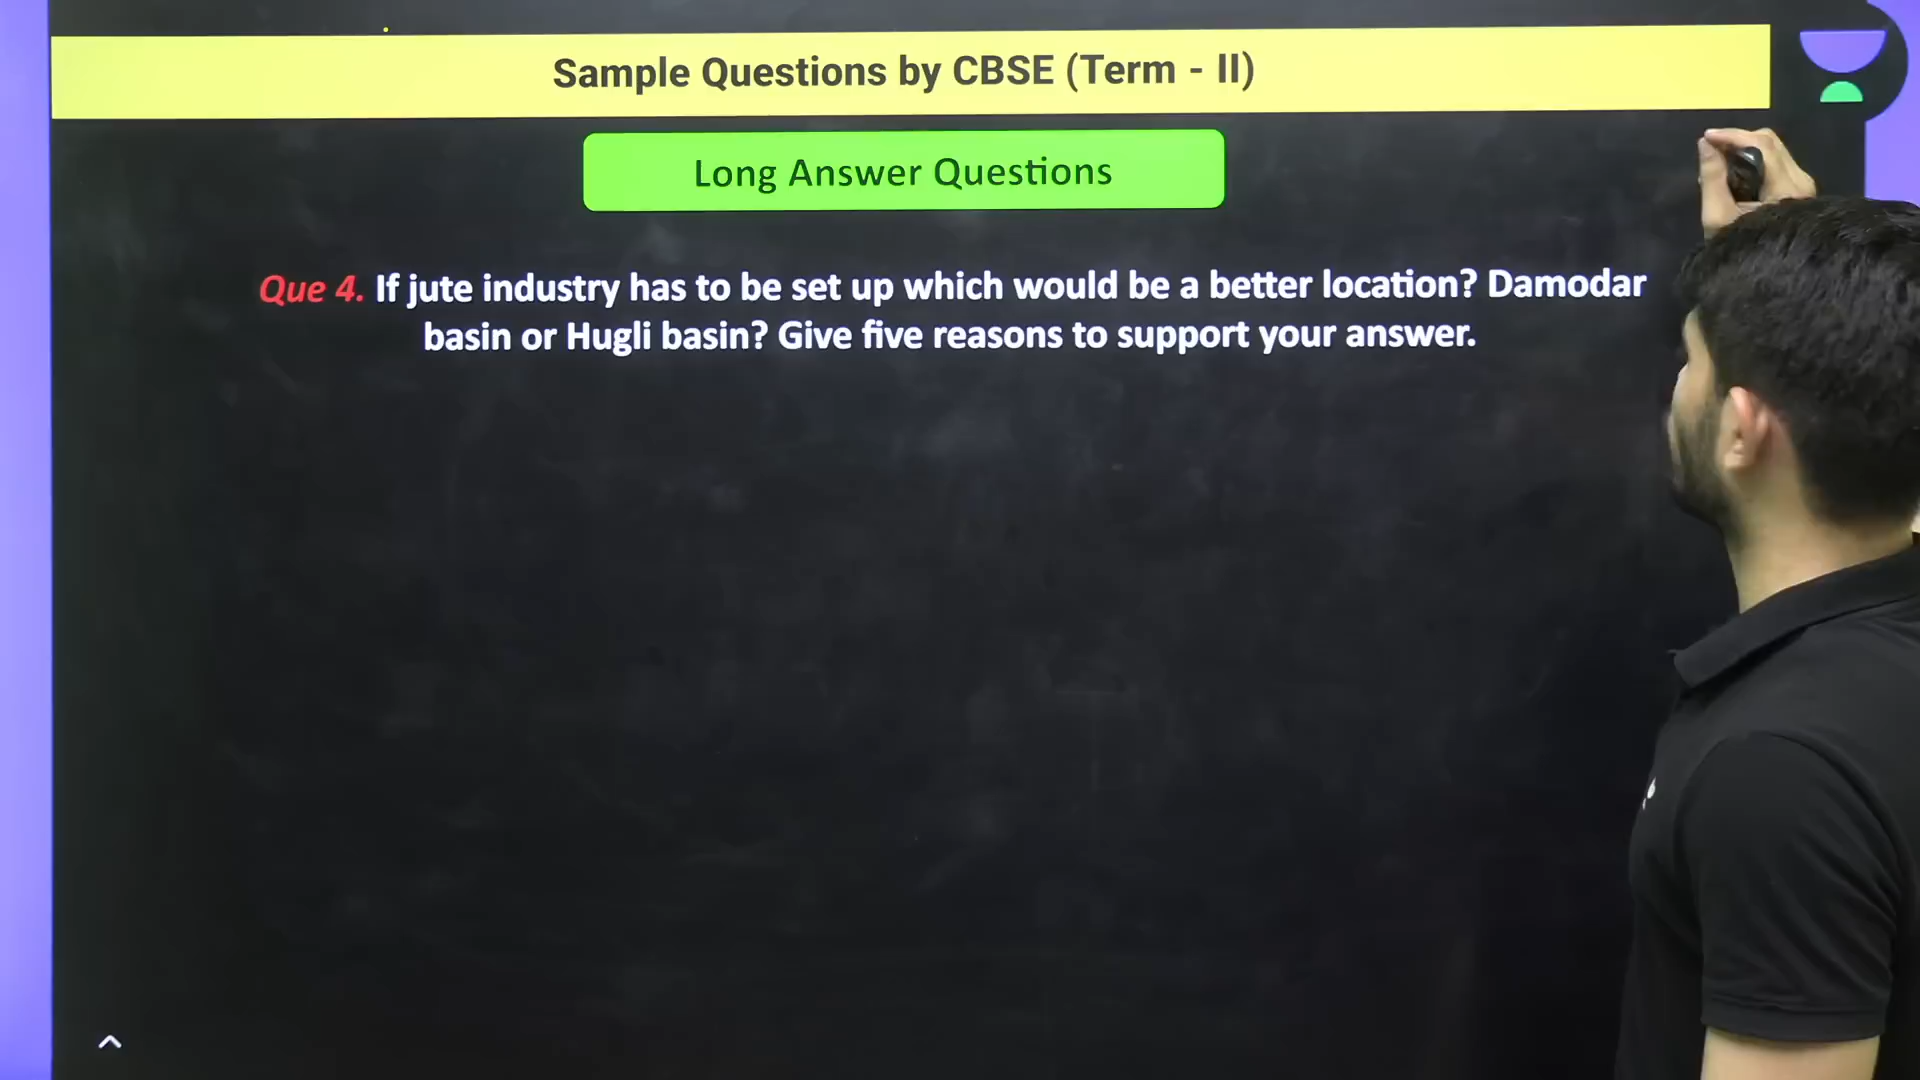 Sample Questions by CBSE (Term - II)
Long Answer Questions
Que 4. If jute industry has to be set up which would be a better location? Damodar
basin or Hugli basin? Give five reasons to support your answer.